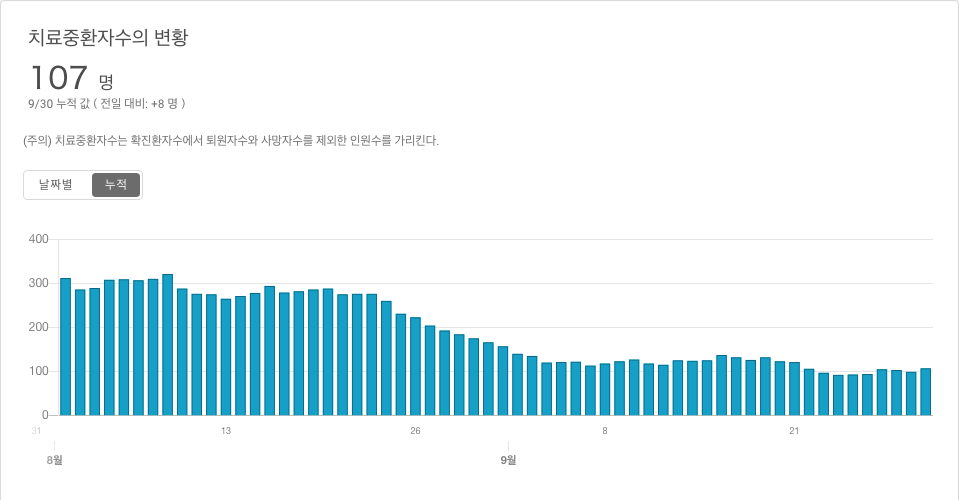 치료중환자수의 변황
107 명
9/30 누적 값 ( 전일 대비: +8 명 )
(주의) 치료중환자수는 확진환자수에서 퇴원자수와 사망자수를 제외한 인원수를 가리킨다.
날짜별 누적
400
300
200
100
0
31 13 26 8 21
8월 9월